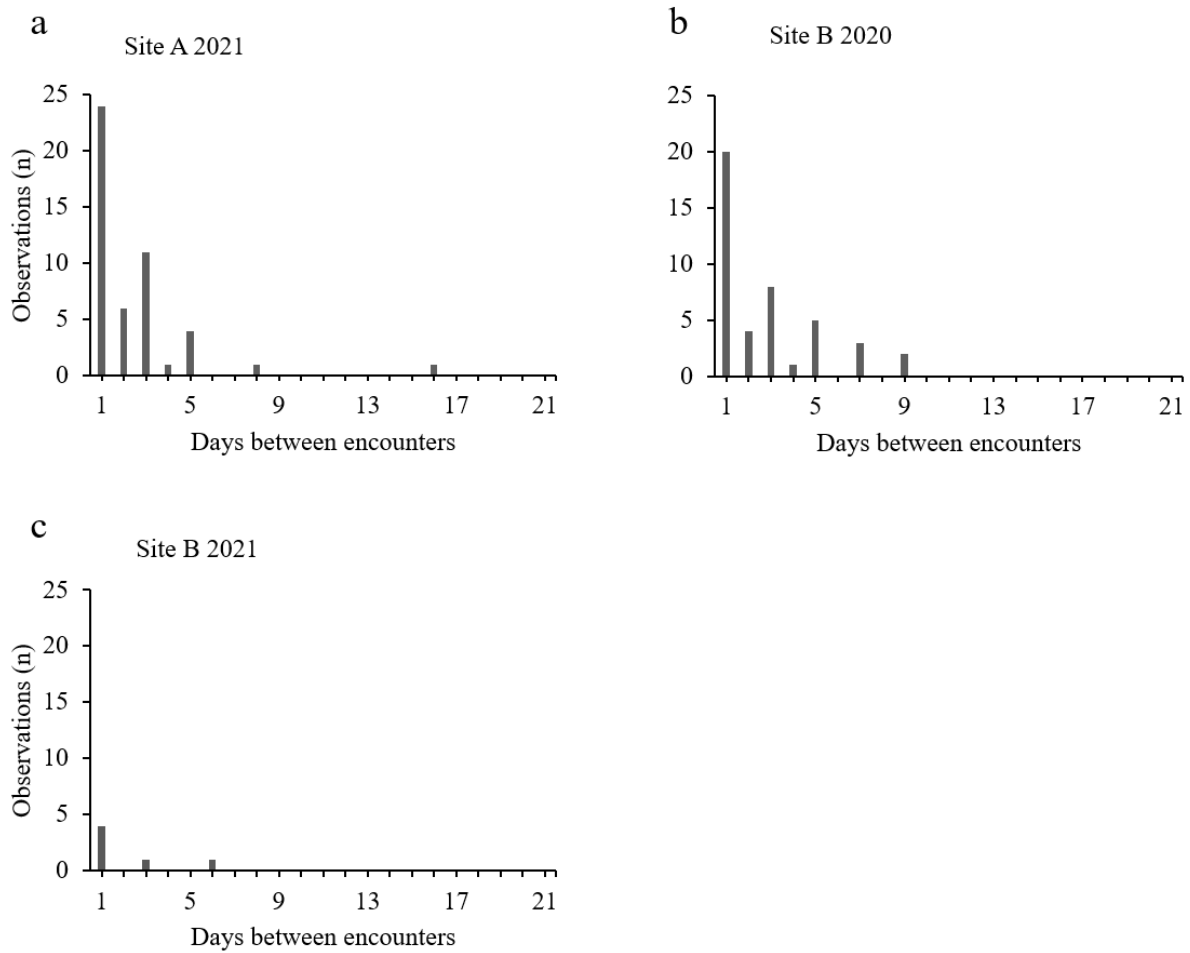 a
Site A 2021
25
20
15
10
5
0
Observations (n)
1 5 9 13 17 21
Days between encounters
b
Site B 2020
25
20
15
10
5
0
1 5 9 13 17 21
Days between encounters
c
Site B 2021
25
20
15
10
5
0
Observations (n)
1 5 9 13 17 21
Days between encounters